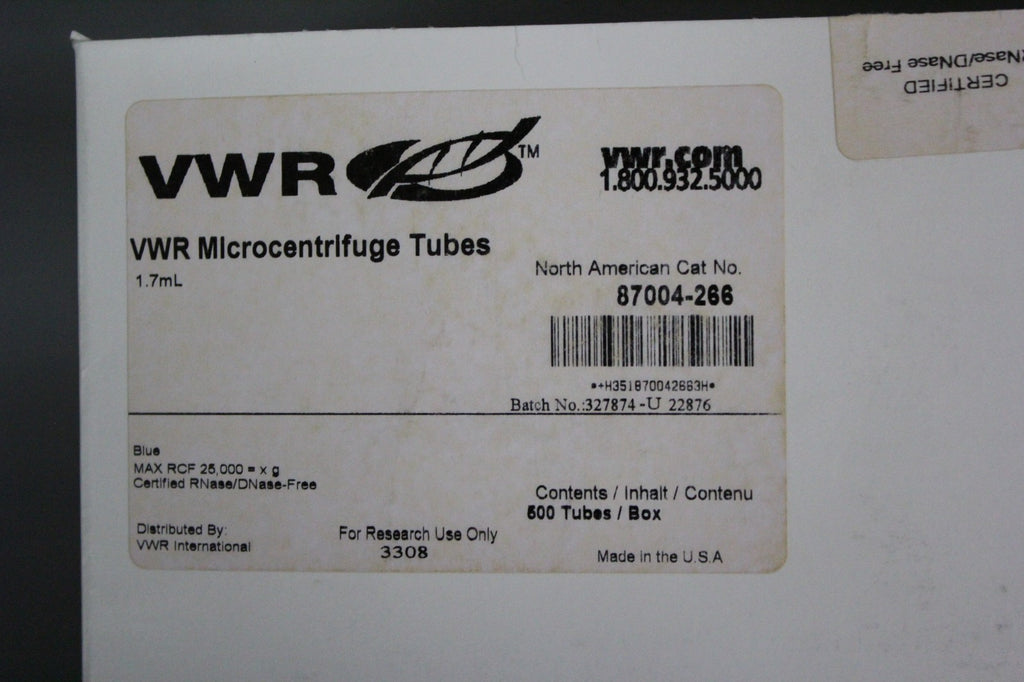 RNase/DNase Free
CERTIFIED
VWR TM
vwr.com
1.800.932.5000
VWR Microcentrifuge Tubes
1.7mL
North American Cat No.
87004-266
*+H351870042663H*
Batch No.:327874-U 22876
Blue
MAX RCF 25,000 = x g
Certified RNase/DNase-Free
Contents / Inhalt / Contenu
500 Tubes / Box
Distributed By:
VWR International
For Research Use Only
3308
Made in the U.S.A